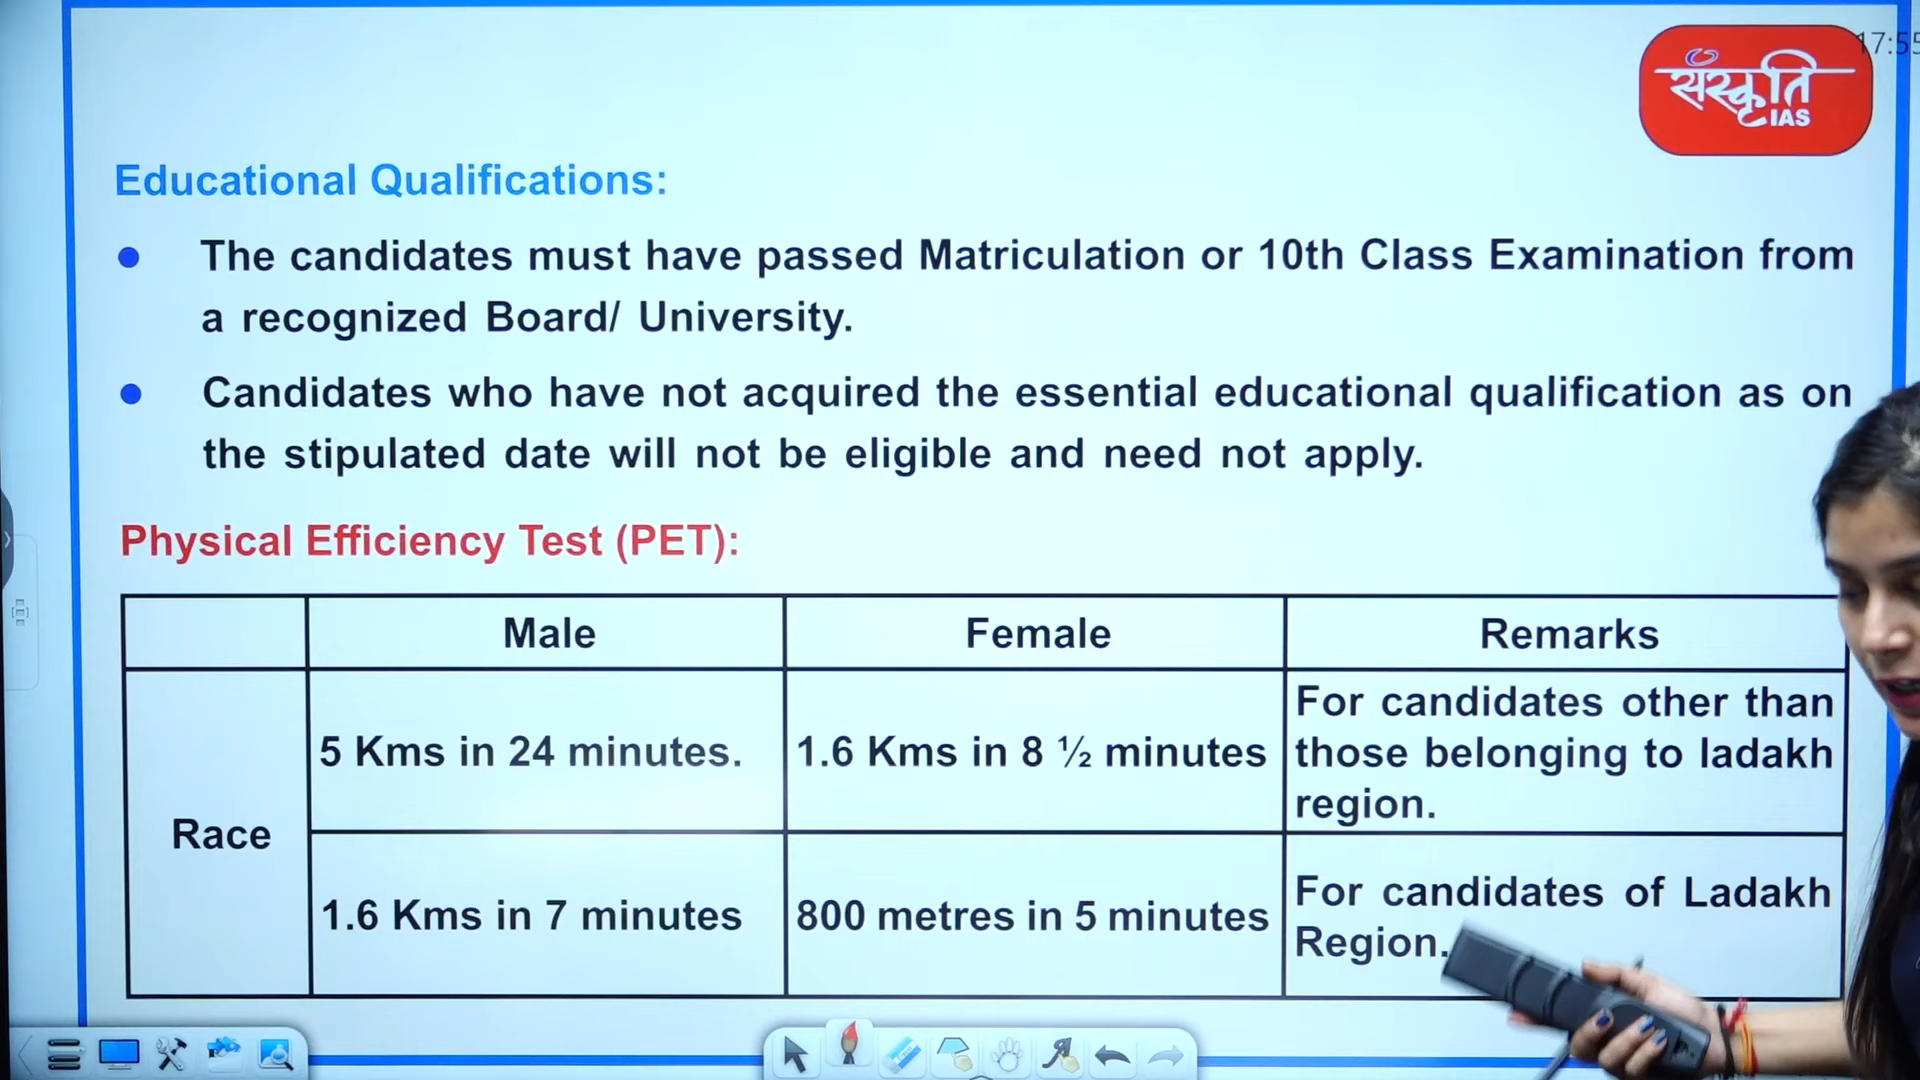 17:55
संस्कृति
IAS
Educational Qualifications:
The candidates must have passed Matriculation or 10th Class Examination from
a recognized Board/ University.
Candidates who have not acquired the essential educational qualification as on
the stipulated date will not be eligible and need not apply.
Physical Efficiency Test (PET):
Male Female Remarks
Race
5 Kms in 24 minutes. 1.6 Kms in 8 ½ minutes
For candidates other than
those belonging to ladakh
region.
1.6 Kms in 7 minutes 800 metres in 5 minutes
For candidates of Ladakh
Region.